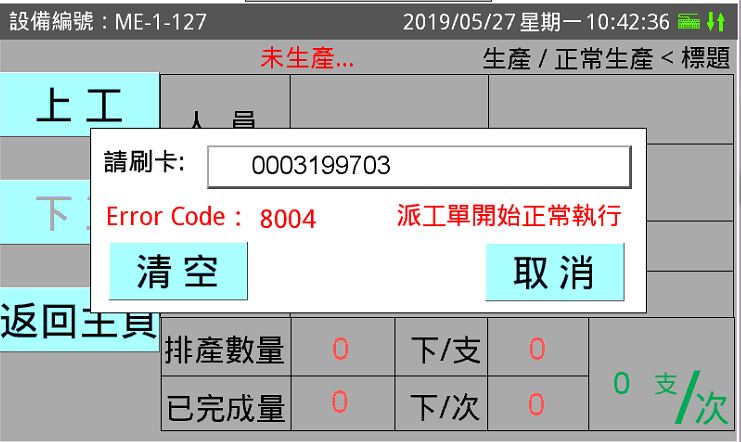 設備編號：ME-1-127 2019/05/27 星期一 10:42:36
未生產... 生產 / 正常生產 < 標題
上工
人 員
請刷卡: 0003199703
下
Error Code： 8004 派工單開始正常執行
清空 取消
返回主頁
排產數量 0 下/支 0
0 支/次
已完成量 0 下/次 0